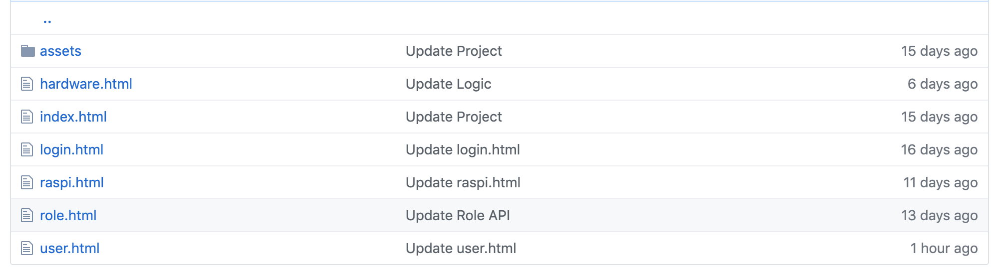 ..
assets Update Project 15 days ago
hardware.html Update Logic 6 days ago
index.html Update Project 15 days ago
login.html Update login.html 16 days ago
raspi.html Update raspi.html 11 days ago
role.html Update Role API 13 days ago
user.html Update user.html 1 hour ago